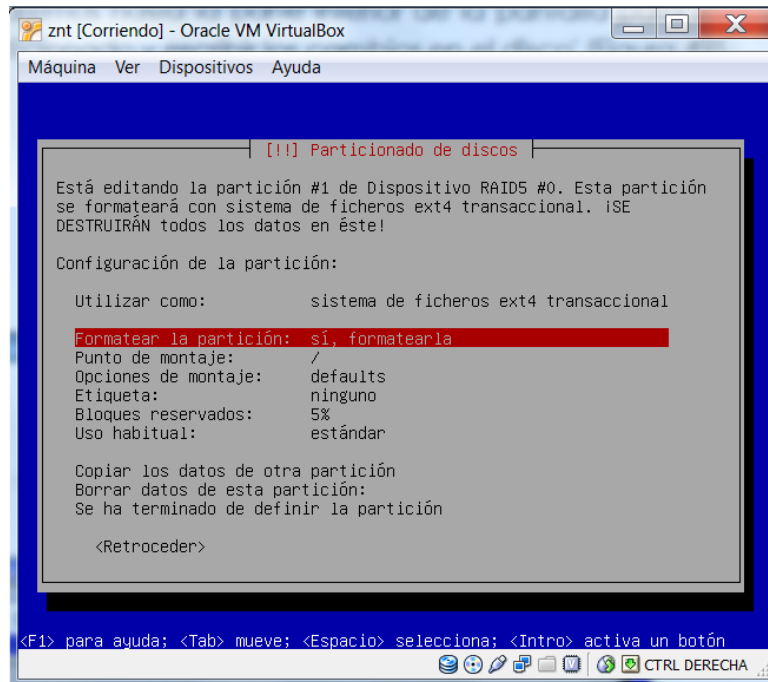 znt [Corriendo] - Oracle VM VirtualBox
Máquina Ver Dispositivos Ayuda
[!!] Particionado de discos
Está editando la partición #1 de Dispositivo RAID5 #0. Esta partición
se formateará con sistema de ficheros ext4 transaccional. ¡SE
DESTRUIRÁN todos los datos en éste!
Configuración de la partición:
Utilizar como: sistema de ficheros ext4 transaccional
Formatear la partición: sí, formatearla
Punto de montaje: /
Opciones de montaje: defaults
Etiqueta: ninguno
Bloques reservados: 5%
Uso habitual: estándar
Copiar los datos de otra partición
Borrar datos de esta partición:
Se ha terminado de definir la partición
<Retroceder>
<F1> para ayuda; <Tab> mueve; <Espacio> selecciona; <Intro> activa un botón
CTRL DERECHA